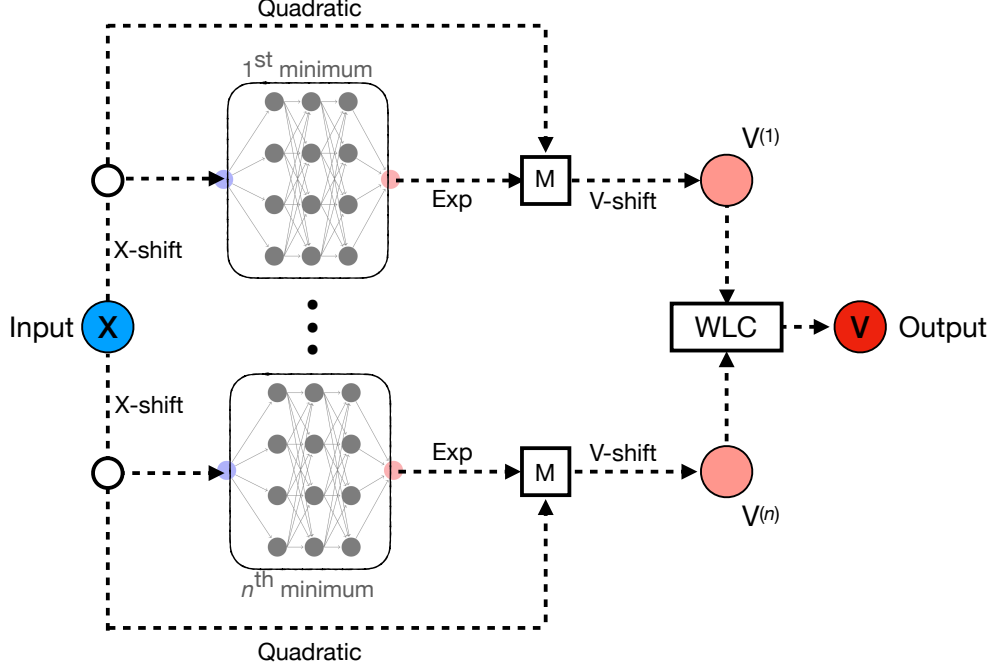 Quadratic
1st minimum
V(1)
M
Exp
V-shift
X-shift
Input
X
WLC
V
Output
X-shift
Exp
V-shift
M
V(n)
nth minimum
Quadratic